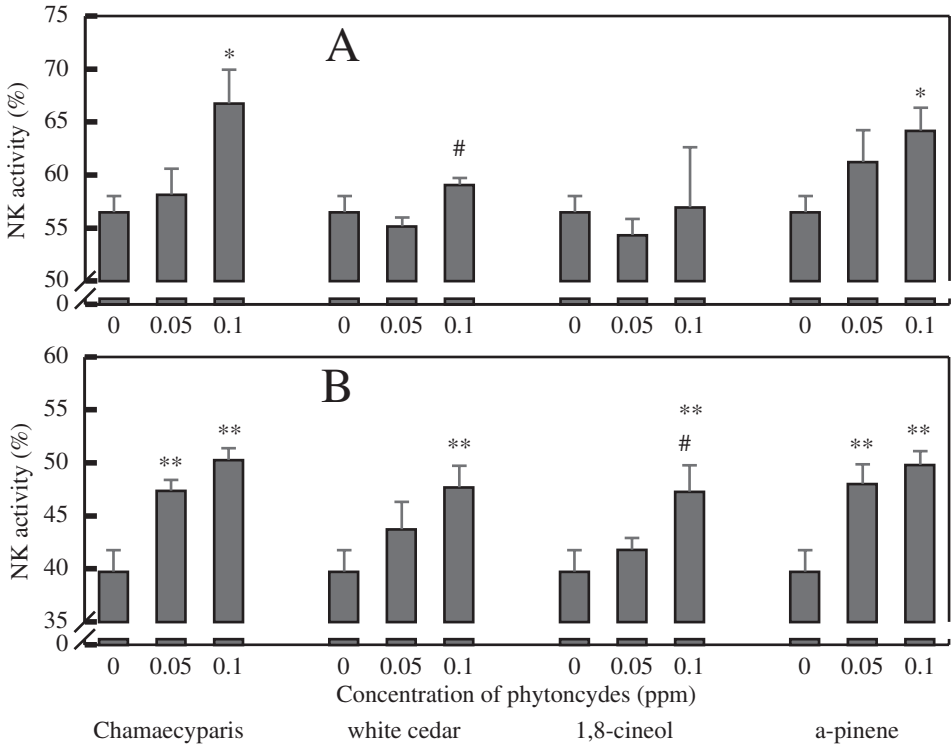 75
A
70
*
65
*
60
#
55
50
0
NK activity (%)
0 0.05 0.1 0 0.05 0.1 0 0.05 0.1 0 0.05 0.1
60
B
55
50
45
40
35
0
NK activity (%)
** **
**
**
#
** **
0 0.05 0.1 0 0.05 0.1 0 0.05 0.1 0 0.05 0.1
Concentration of phytoncydes (ppm)
Chamaecyparis white cedar 1,8-cineol a-pinene